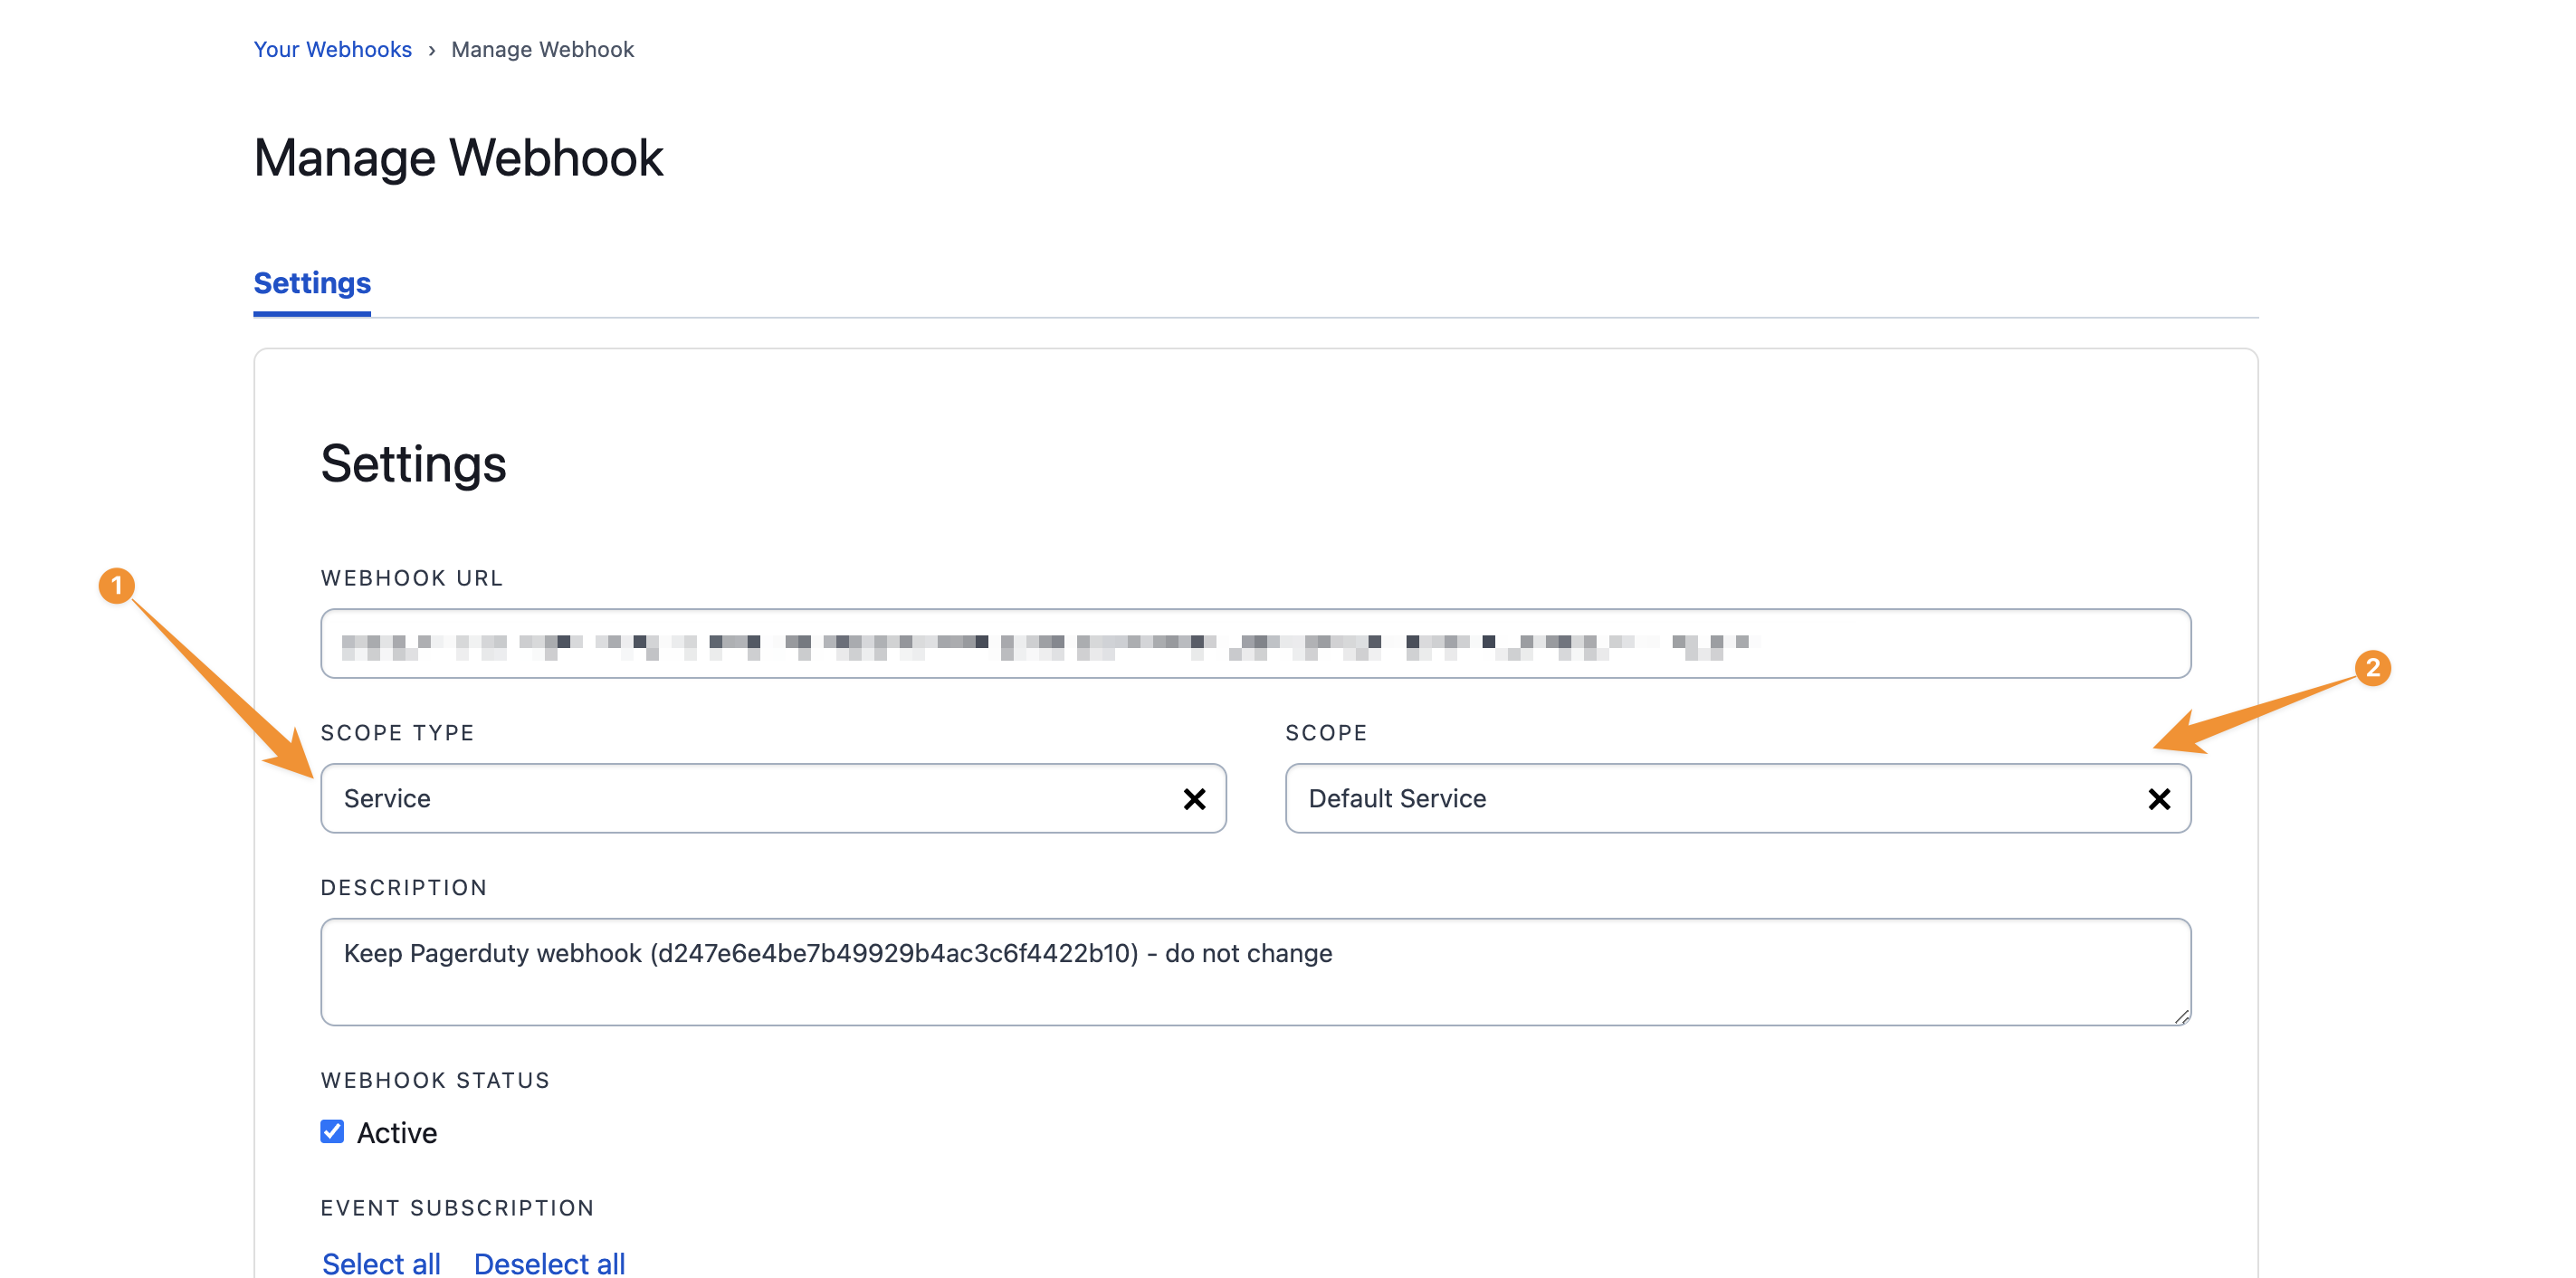 Your Webhooks › Manage Webhook
Manage Webhook
Settings
Settings
WEBHOOK URL
1
2
SCOPE TYPE
SCOPE
Service
Default Service
DESCRIPTION
Keep Pagerduty webhook (d247e6e4be7b49929b4ac3c6f4422b10) - do not change
WEBHOOK STATUS
Active
EVENT SUBSCRIPTION
Select all Deselect all